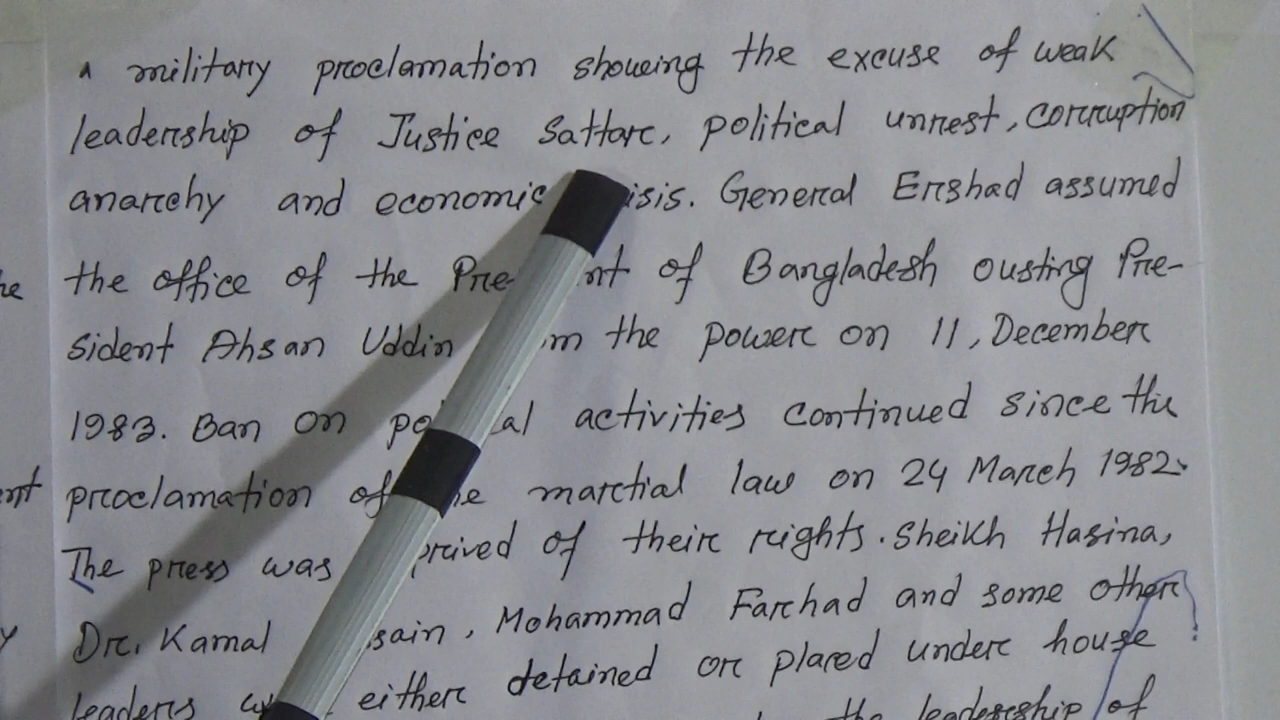 a military proclamation showing the excuse of weak
leadership of Justice Sattar, political unrest, corruption
anarchy and economic isis. General Ershad assumed
he the office of the Pre nt of Bangladesh ousting Pre-
sident Ahsan Uddin m the power on 11, December
1983. Ban on po al activities continued since the
ent proclamation of e martial law on 24 March 1982.
The press was prived of their rights. Sheikh Hasina,
y Dr. Kamal sain, Mohammad Farhad and some other
leaders either detained or placed under house
the leadership of